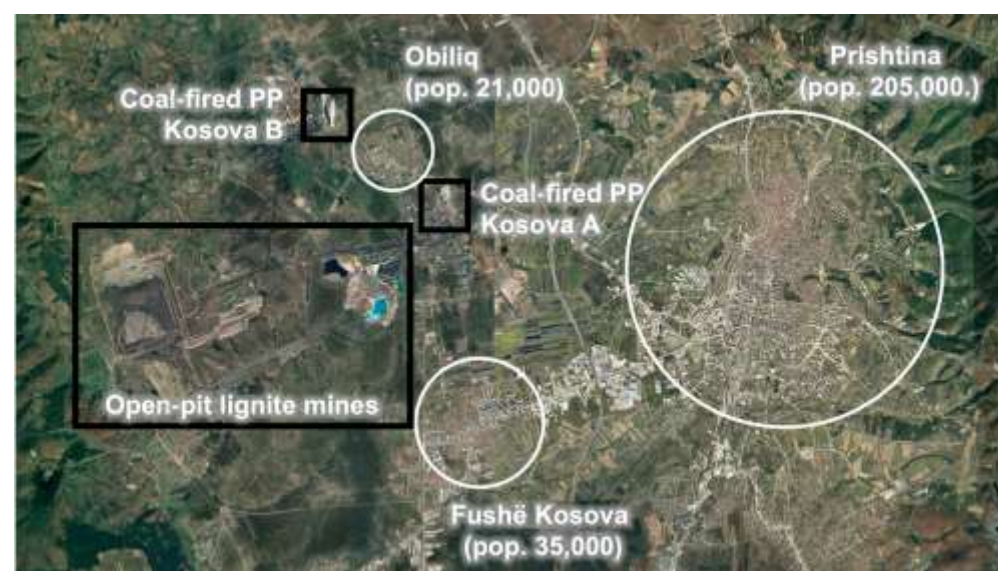 Obiliq
(pop. 21,000)
Prishtina
(pop. 205,000.)
Coal-fired PP
Kosova B
Coal-fired PP
Kosova A
Open-pit lignite mines
Fushë Kosova
(pop. 35,000)